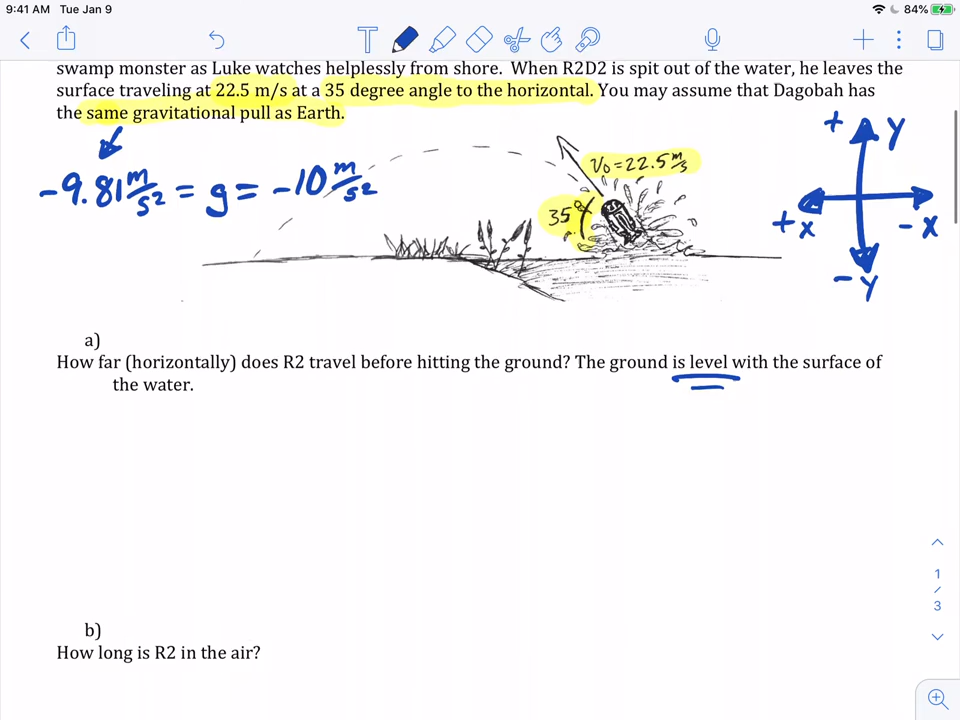 9:41 AM Tue Jan 9
84%
T
swamp monster as Luke watches helplessly from shore. When R2D2 is spit out of the water, he leaves the
surface traveling at 22.5 m/s at a 35 degree angle to the horizontal. You may assume that Dagobah has
the same gravitational pull as Earth.
-9.81 m/s² = g = -10 m/s²
v₀ = 22.5 m/s
35°
+ y
+x
-x
-y
a)
How far (horizontally) does R2 travel before hitting the ground? The ground is level with the surface of
the water.
1
/
3
b)
How long is R2 in the air?